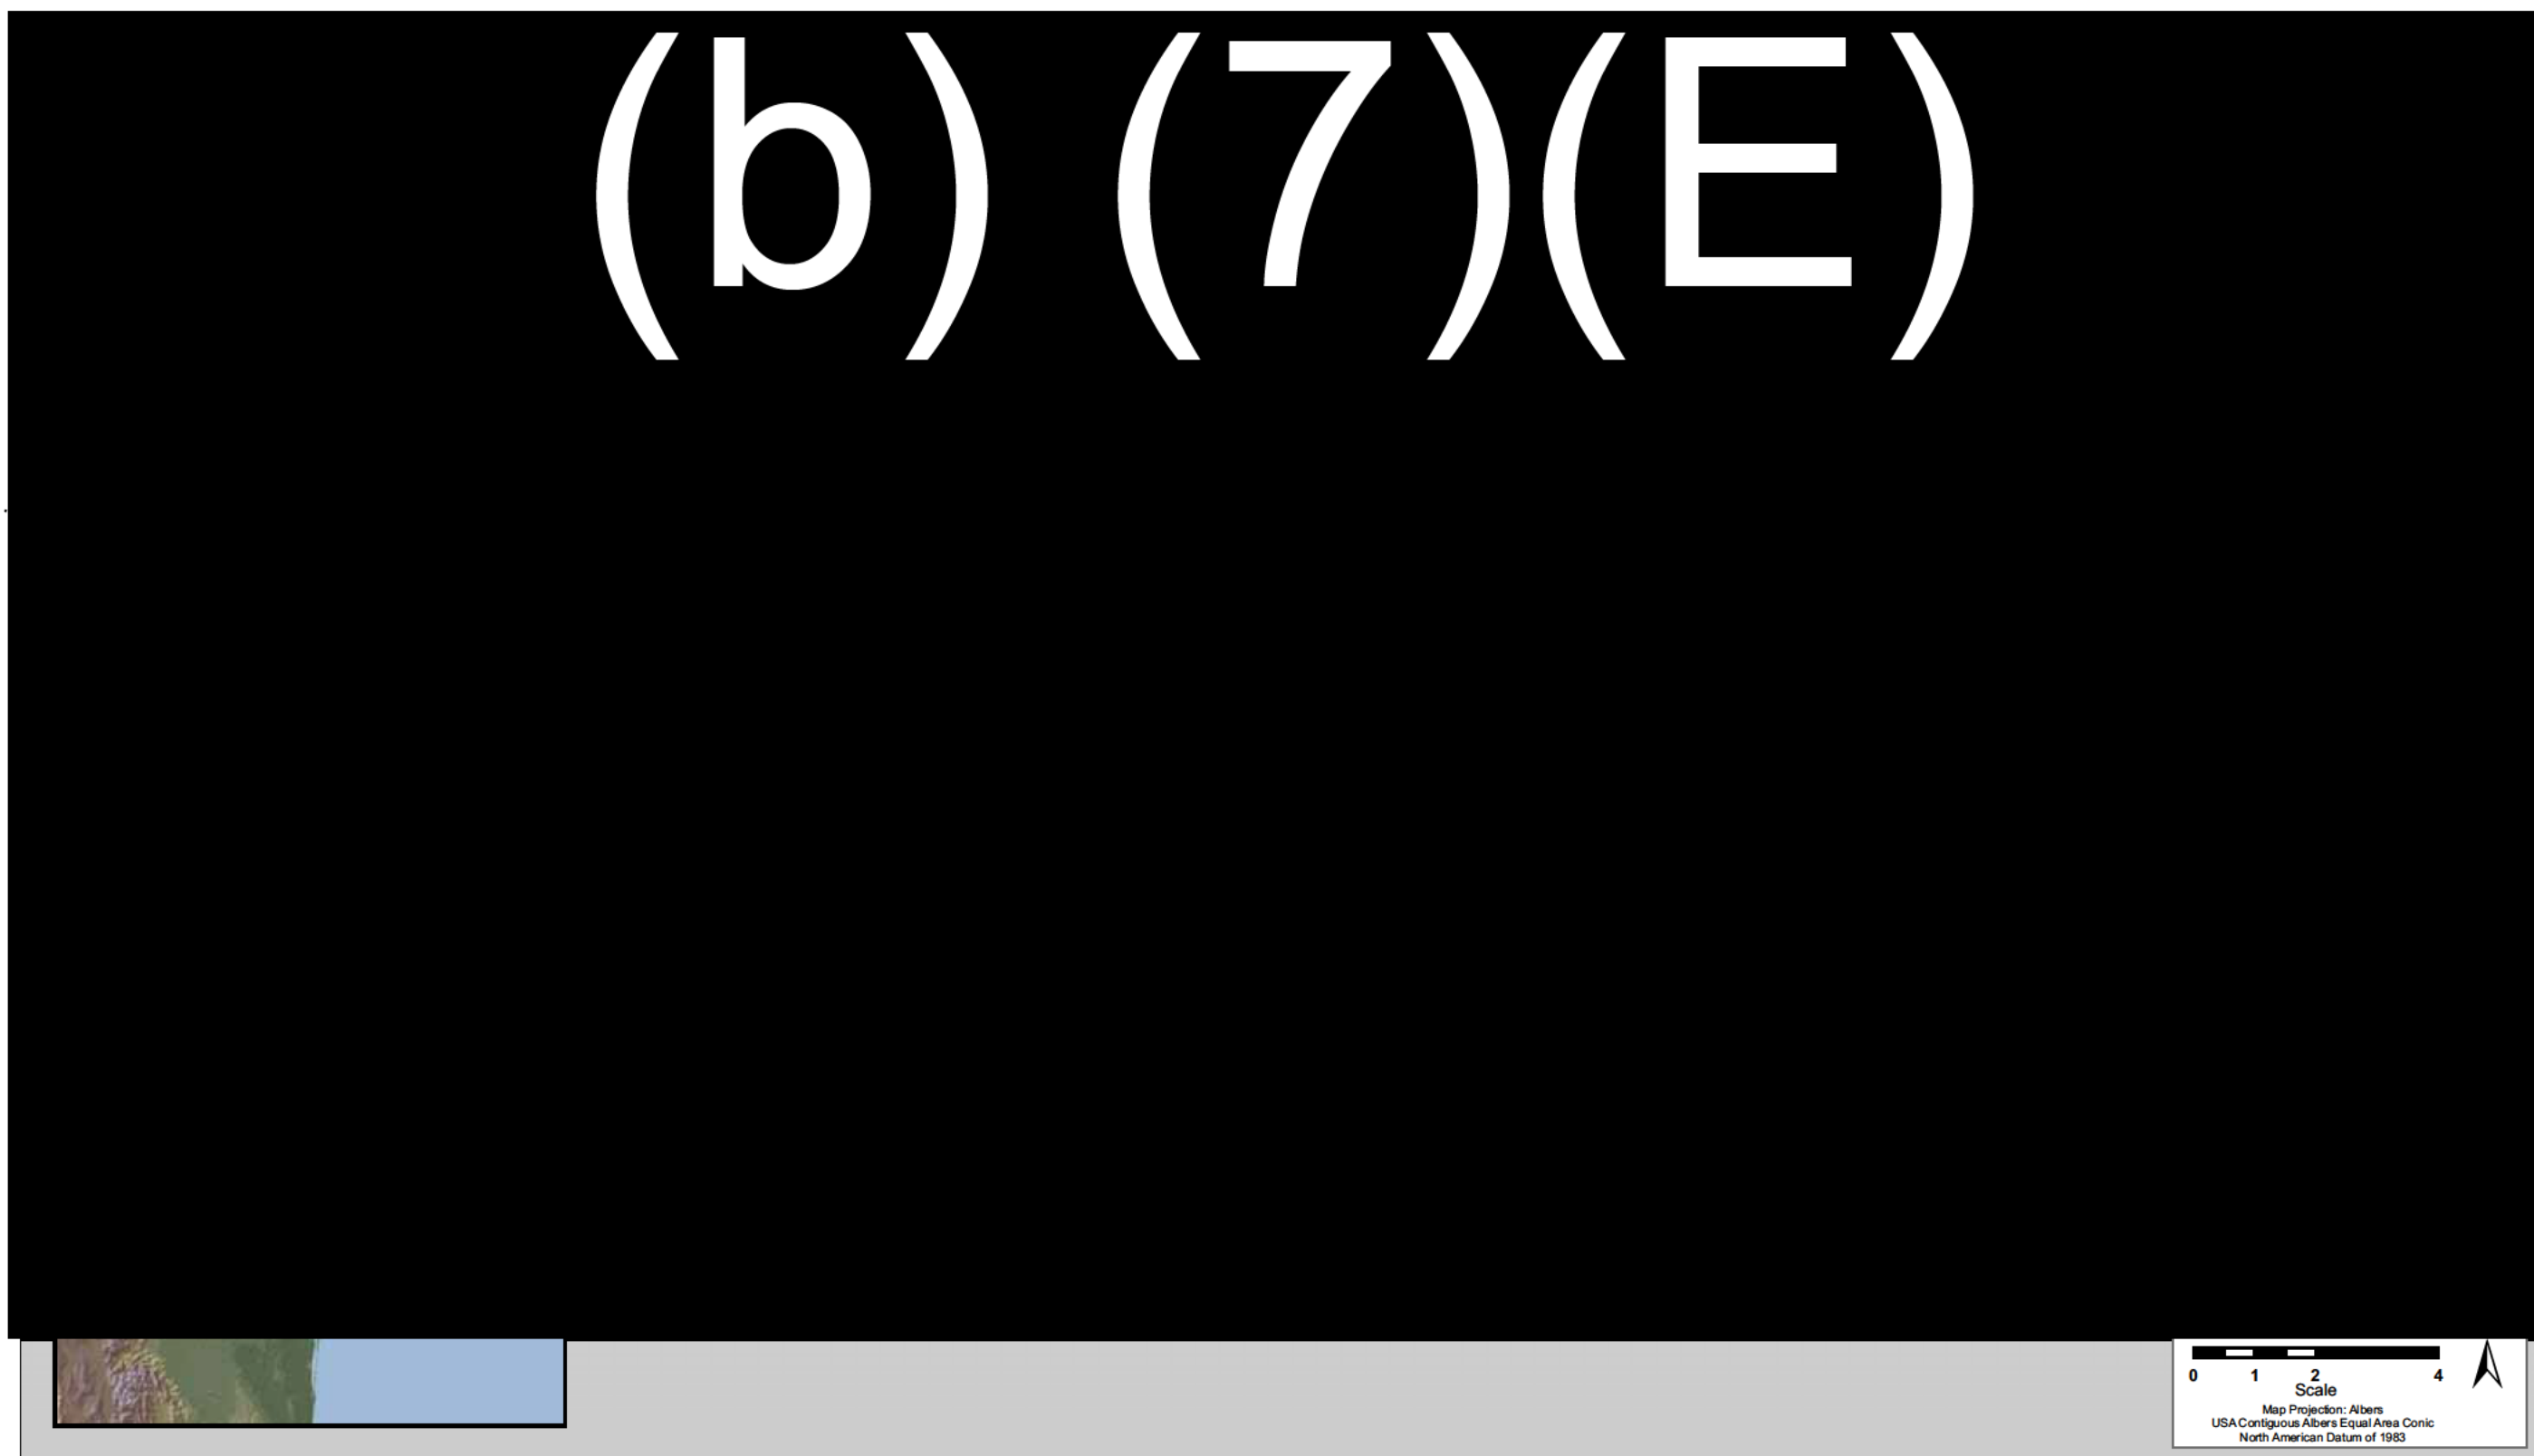 (b) (7)(E)
0 1 2 4
Scale
Map Projection: Albers
USA Contiguous Albers Equal Area Conic
North American Datum of 1983